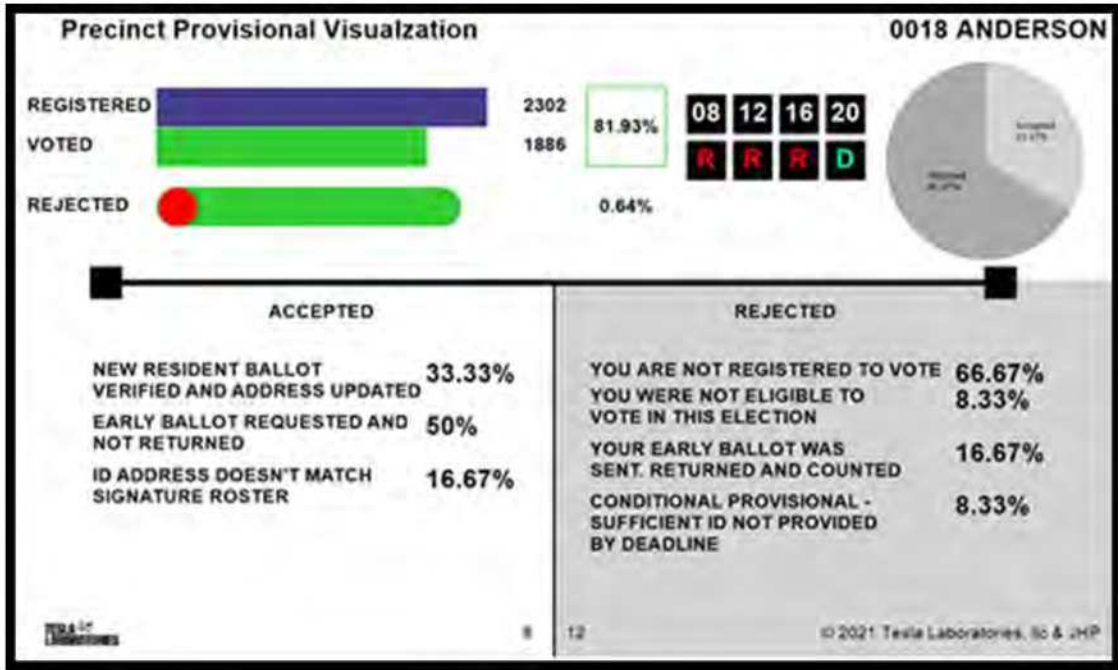 Precinct Provisional Visualzation
0018 ANDERSON
REGISTERED
2302
VOTED
1886
81.93%
08 12 16 20
R R R D
REJECTED
0.64%
ACCEPTED
NEW RESIDENT BALLOT
VERIFIED AND ADDRESS UPDATED
33.33%
EARLY BALLOT REQUESTED AND
NOT RETURNED
50%
ID ADDRESS DOESN'T MATCH
SIGNATURE ROSTER
16.67%
REJECTED
YOU ARE NOT REGISTERED TO VOTE 66.67%
YOU WERE NOT ELIGIBLE TO
VOTE IN THIS ELECTION
8.33%
YOUR EARLY BALLOT WAS
SENT. RETURNED AND COUNTED
16.67%
CONDITIONAL PROVISIONAL -
SUFFICIENT ID NOT PROVIDED
BY DEADLINE
8.33%
12
© 2021 Tesla Laboratories, llc & JHP